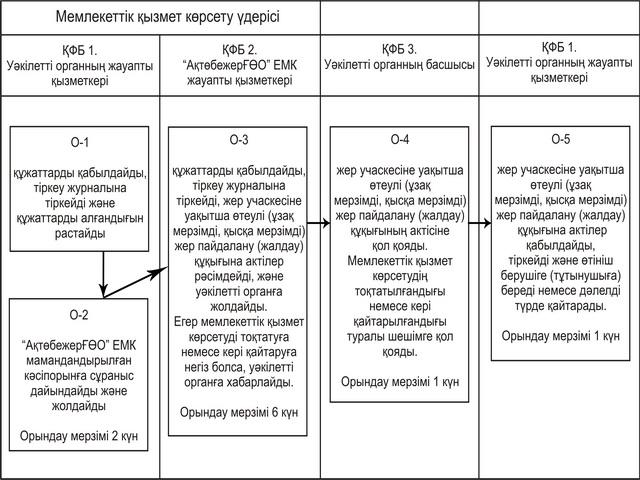 Мемлекеттік қызмет көрсету үдерісі
ҚФБ 1.
Уәкілетті органның жауапты
қызметкері
ҚФБ 2.
“АқтөбежерҒӨО” ЕМК
жауапты қызметкері
ҚФБ 3.
Уәкілетті органның басшысы
ҚФБ 1.
Уәкілетті органның жауапты
қызметкері
О-1
құжаттарды қабылдайды,
тіркеу журналына
тіркейді және
құжаттарды алғандығын
растайды
О-2
“АқтөбежерҒӨО” ЕМК
мамандандырылған
кәсіпорынға сұраныс
дайындайды және
жолдайды
Орындау мерзімі 2 күн
О-3
құжаттарды қабылдайды,
тіркеу журналына
тіркейді, жер учаскесіне
уақытша өтеулі (ұзақ
мерзімді, қысқа мерзімді)
жер пайдалану (жалдау)
құқығына актілер
рәсімдейді, және
уәкілетті органға
жолдайды.
Егер мемлекеттік қызмет
көрсетуді тоқтатуға
немесе кері қайтаруға
негіз болса, уәкілетті
органға хабарлайды.
Орындау мерзімі 6 күн
О-4
жер учаскесіне уақытша
өтеулі (ұзақ
мерзімді, қысқа мерзімді)
жер пайдалану (жалдау)
құқығының актісіне
қол қояды.
Мемлекеттік қызмет
көрсетудің
тоқтатылғандығы
немесе кері
қайтарылғандығы
туралы шешімге қол
қояды.
Орындау мерзімі 1 күн
О-5
жер учаскесіне уақытша
өтеулі (ұзақ
мерзімді, қысқа мерзімді)
жер пайдалану (жалдау)
құқығына актілер
қабылдайды,
тіркейді және өтініш
берушіге (тұтынушыға)
береді немесе дәлелді
түрде қайтарады.
Орындау мерзімі 1 күн